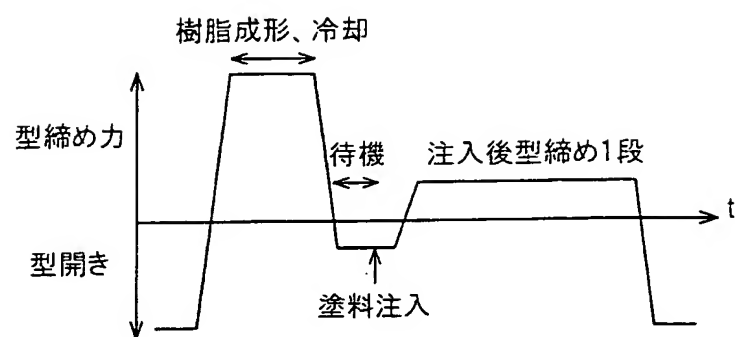 樹脂成形、冷却
型締め力
待機
注入後型締め1段
t
型開き
塗料注入